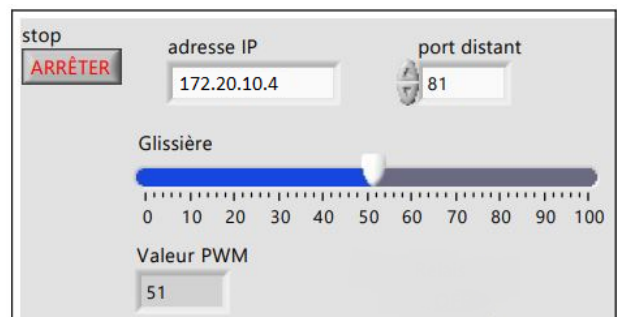 stop
ARRÊTER
adresse IP
172.20.10.4
port distant
81
Glissière
0 10 20 30 40 50 60 70 80 90 100
Valeur PWM
51